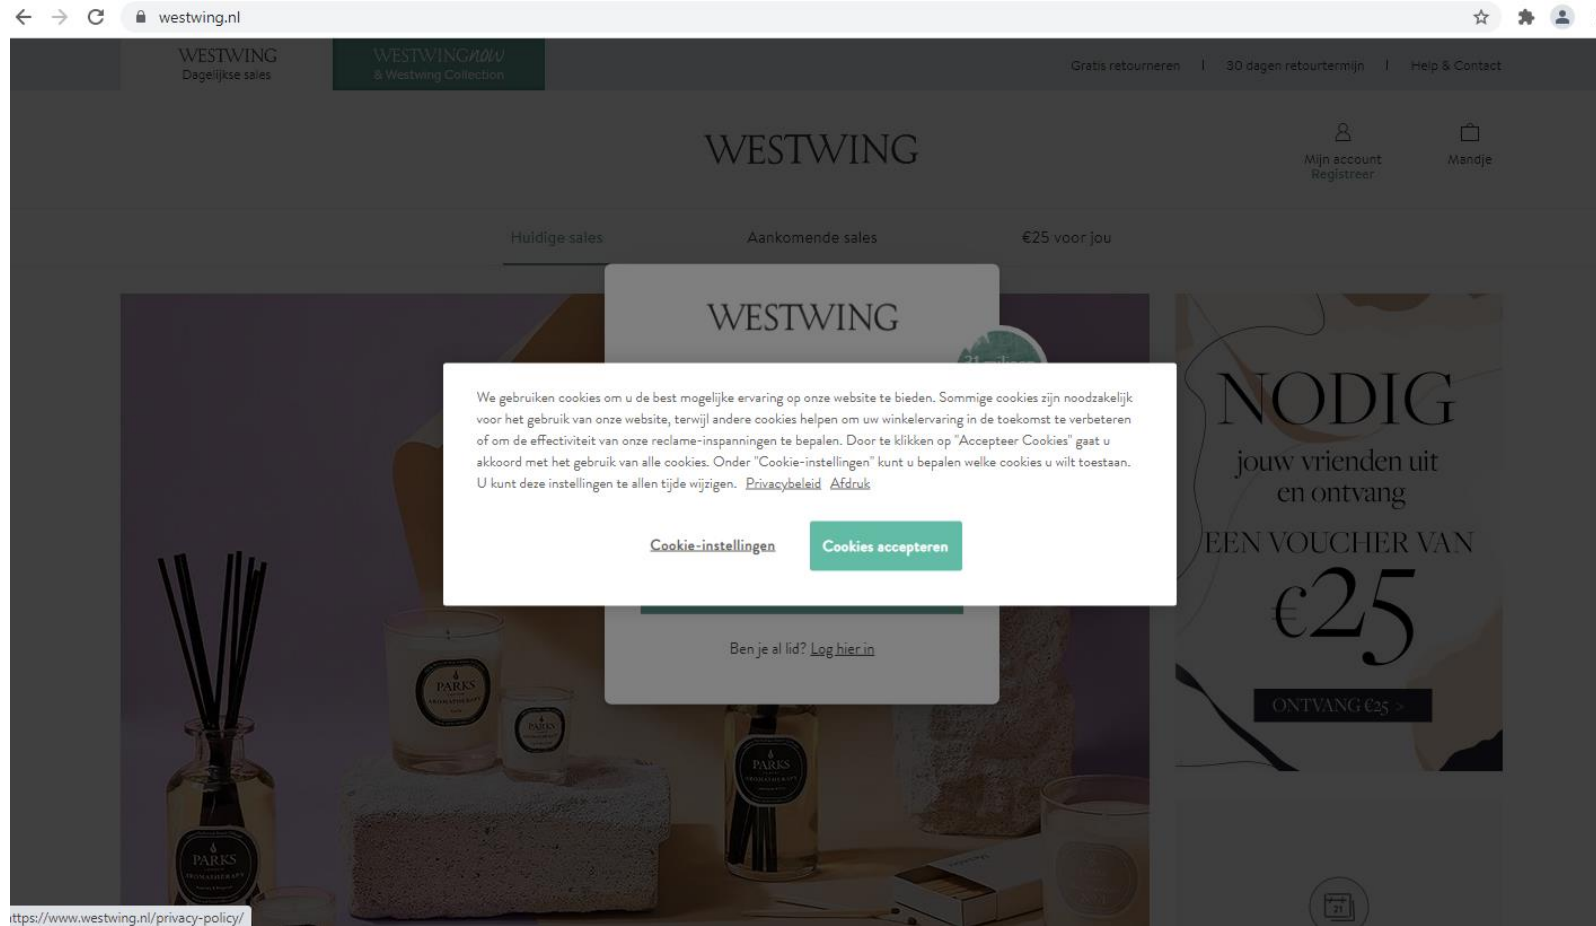 westwing.nl
WESTWING
Dagelijkse sales
WESTWINGNOW
& Westwing Collection
Gratis retourneren | 30 dagen retourtermijn | Help & Contact
WESTWING
Mijn account
Registreer
Mandje
Huidige sales
Aankomende sales
€25 voor jou
WESTWING
We gebruiken cookies om u de best mogelijke ervaring op onze website te bieden. Sommige cookies zijn noodzakelijk
voor het gebruik van onze website, terwijl andere cookies helpen om uw winkelervaring in de toekomst te verbeteren
of om de effectiviteit van onze reclame-inspanningen te bepalen. Door te klikken op "Accepteer Cookies" gaat u
akkoord met het gebruik van alle cookies. Onder "Cookie-instellingen" kunt u bepalen welke cookies u wilt toestaan.
U kunt deze instellingen te allen tijde wijzigen. Privacybeleid Afdruk
Cookie-instellingen
Cookies accepteren
Ben je al lid? Log hier in
NODIG
jouw vrienden uit
en ontvang
EEN VOUCHER VAN
€25
ONTVANG €25 >
PARKS
AROMATHERAPY
PARKS
PARKS
PARKS
AROMATHERAPY
21
ttps://www.westwing.nl/privacy-policy/